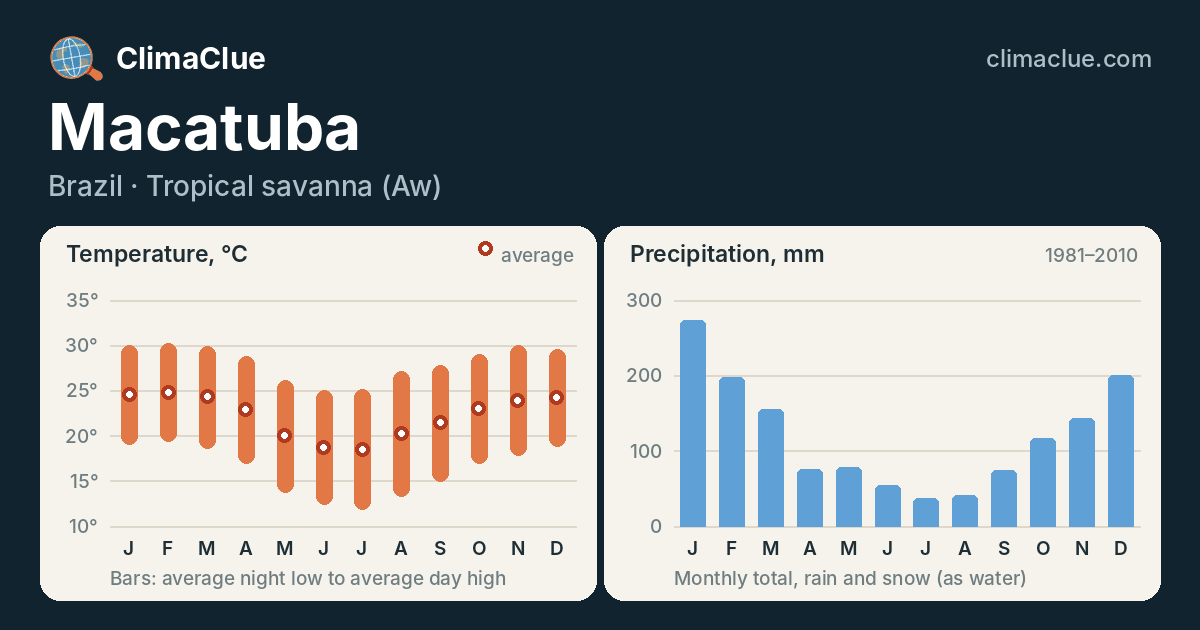 ClimaClue
climaclue.com
Macatuba
Brazil · Tropical savanna (Aw)
Temperature, °C
average
35°
30°
25°
20°
15°
10°
J F M A M J J A S O N D
Bars: average night low to average day high
Precipitation, mm
1981–2010
300
200
100
0
J F M A M J J A S O N D
Monthly total, rain and snow (as water)